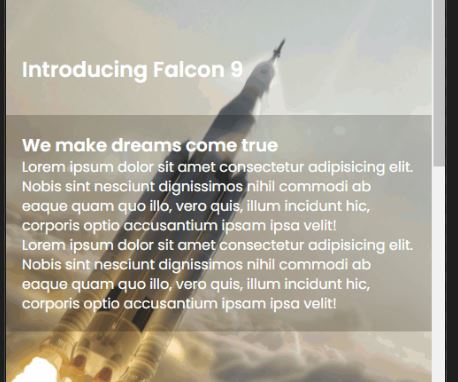 Introducing Falcon 9
We make dreams come true
Lorem ipsum dolor sit amet consectetur adipisicing elit.
Nobis sint nesciunt dignissimos nihil commodi ab
eaque quam quo illo, vero quis, illum incidunt hic,
corporis optio accusantium ipsam ipsa velit!
Lorem ipsum dolor sit amet consectetur adipisicing elit.
Nobis sint nesciunt dignissimos nihil commodi ab
eaque quam quo illo, vero quis, illum incidunt hic,
corporis optio accusantium ipsam ipsa velit!